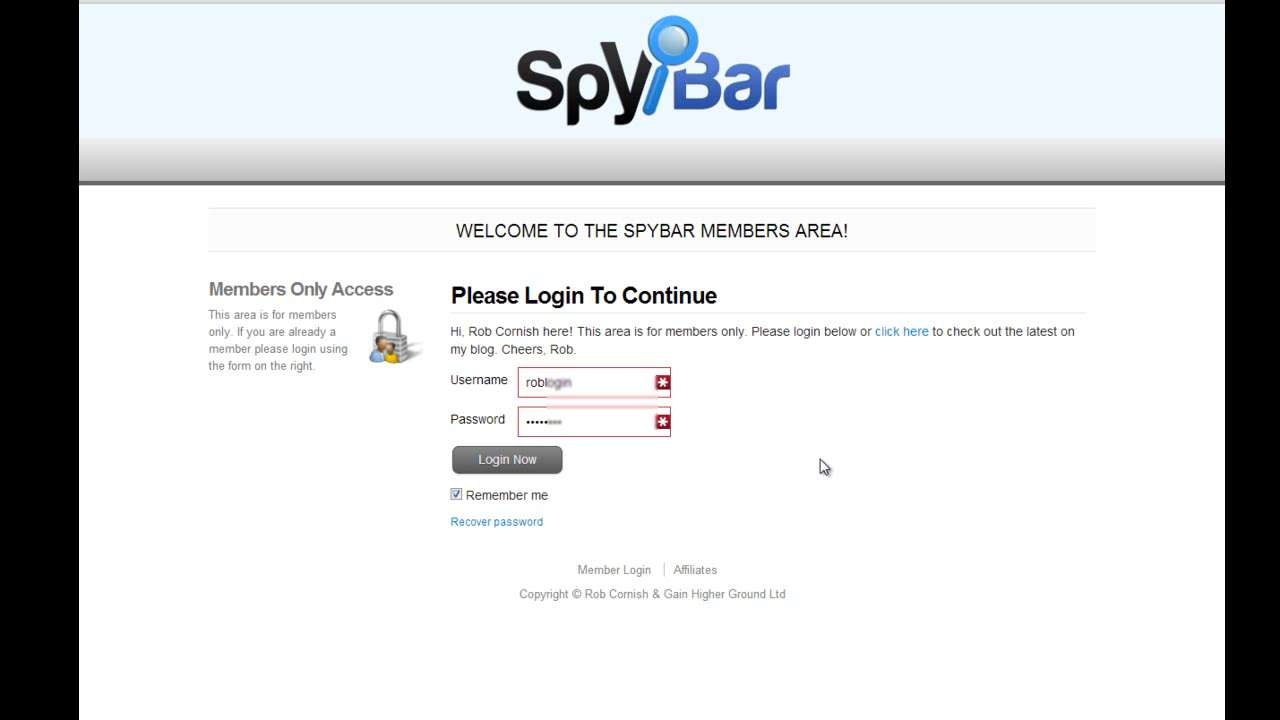 SpyBar
WELCOME TO THE SPYBAR MEMBERS AREA!
Members Only Access
This area is for members
only. If you are already a
member please login using
the form on the right.
Please Login To Continue
Hi, Rob Cornish here! This area is for members only. Please login below or click here to check out the latest on
my blog. Cheers, Rob.
Username roblogin
Password
Login Now
Remember me
Recover password
Member Login | Affiliates
Copyright © Rob Cornish & Gain Higher Ground Ltd